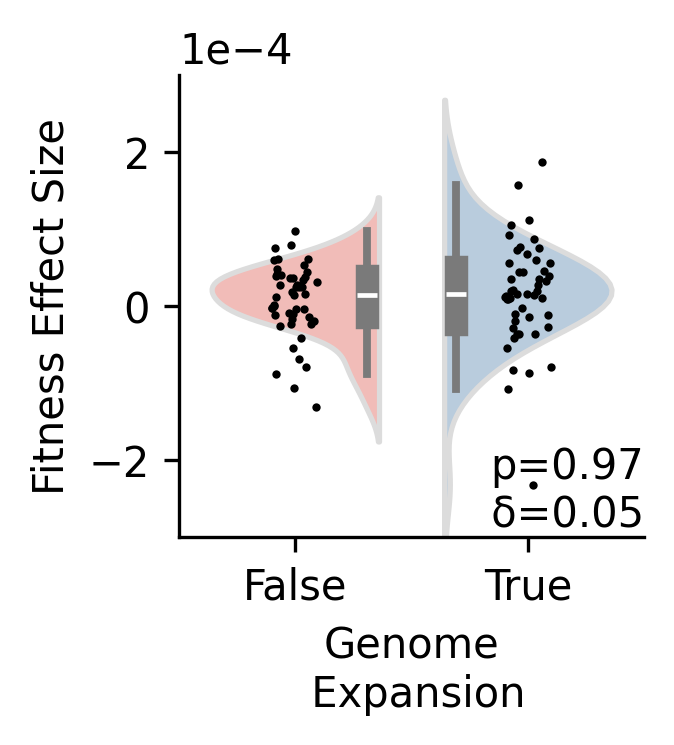 1e−4
Fitness Effect Size
2
0
−2
p=0.97
δ=0.05
False
True
Genome
Expansion